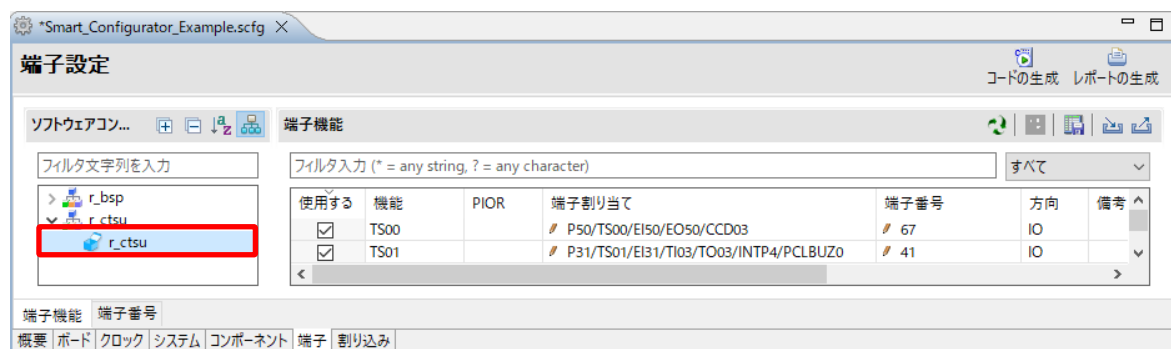 *Smart_Configurator_Example.scfg
端子設定
コードの生成 レポートの生成
ソフトウェアコン...
端子機能
フィルタ文字列を入力
フィルタ入力 (* = any string, ? = any character)
すべて
r_bsp
r_ctsu
r_ctsu
使用する 機能 PIOR 端子割り当て 端子番号 方向 備考
TS00 P50/TS00/EI50/EO50/CCD03 67 IO
TS01 P31/TS01/EI31/TI03/TO03/INTP4/PCLBUZ0 41 IO
端子機能 端子番号
概要 ボード クロック システム コンポーネント 端子 割り込み